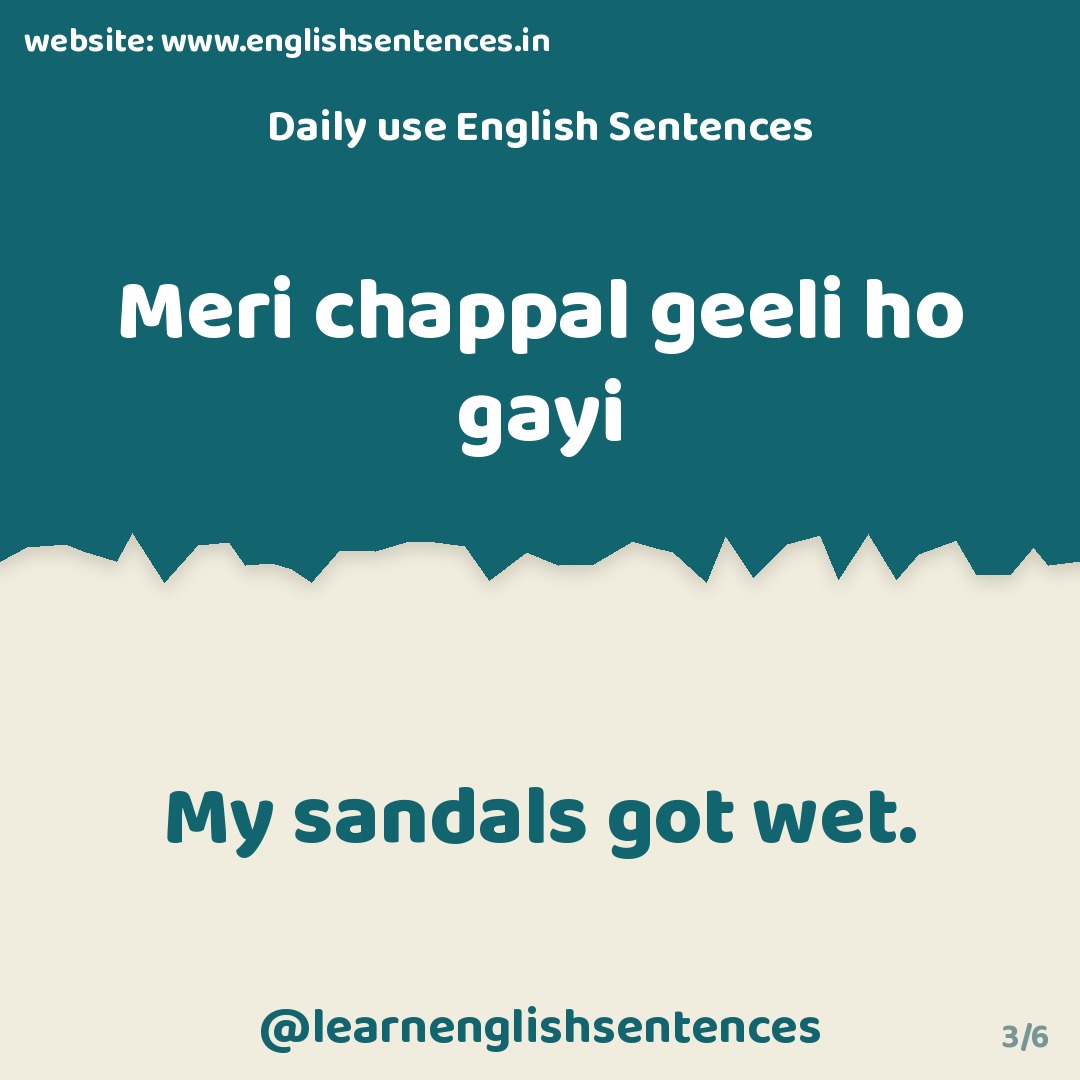 website: www.englishsentences.in
Daily use English Sentences
Meri chappal geeli ho
gayi
My sandals got wet.
@learnenglishsentences
3/6